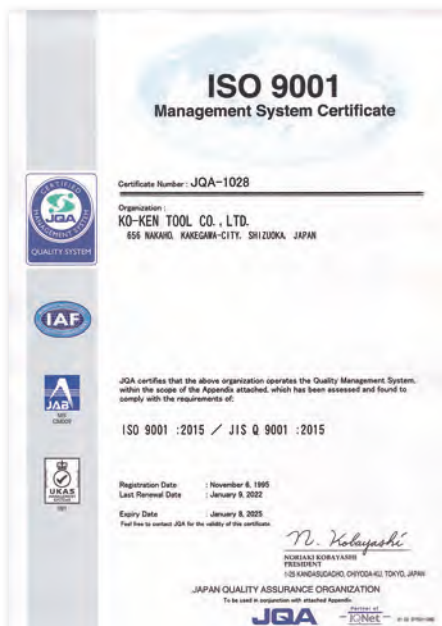 ISO 9001
Management System Certificate
Certificate Number : JQA-1028
Organization :
KO-KEN TOOL CO., LTD.
656 NAKAHO, KAKEGAWA-CITY, SHIZUOKA, JAPAN
CERTIFIED
MANAGEMENT SYSTEM
JQA
QUALITY SYSTEM
IAF
JAB
MS
CM009
UKAS
MANAGEMENT
SYSTEMS
JQA certifies that the above organization operates the Quality Management System,
within the scope of the Appendix attached, which has been assessed and found to
comply with the requirements of:
ISO 9001 :2015 / JIS Q 9001 :2015
Registration Date : November 6, 1995
Last Renewal Date : January 9, 2022
Expiry Date : January 8, 2025
Feel free to contact JQA for the validity of this certificate.
N. Kobayashi
NORIAKI KOBAYASHI
PRESIDENT
1-25 KANDASUDACHO, CHIYODA-KU, TOKYO, JAPAN
JAPAN QUALITY ASSURANCE ORGANIZATION
To be used in conjunction with attached Appendix
JQA
Partner of
IQNet